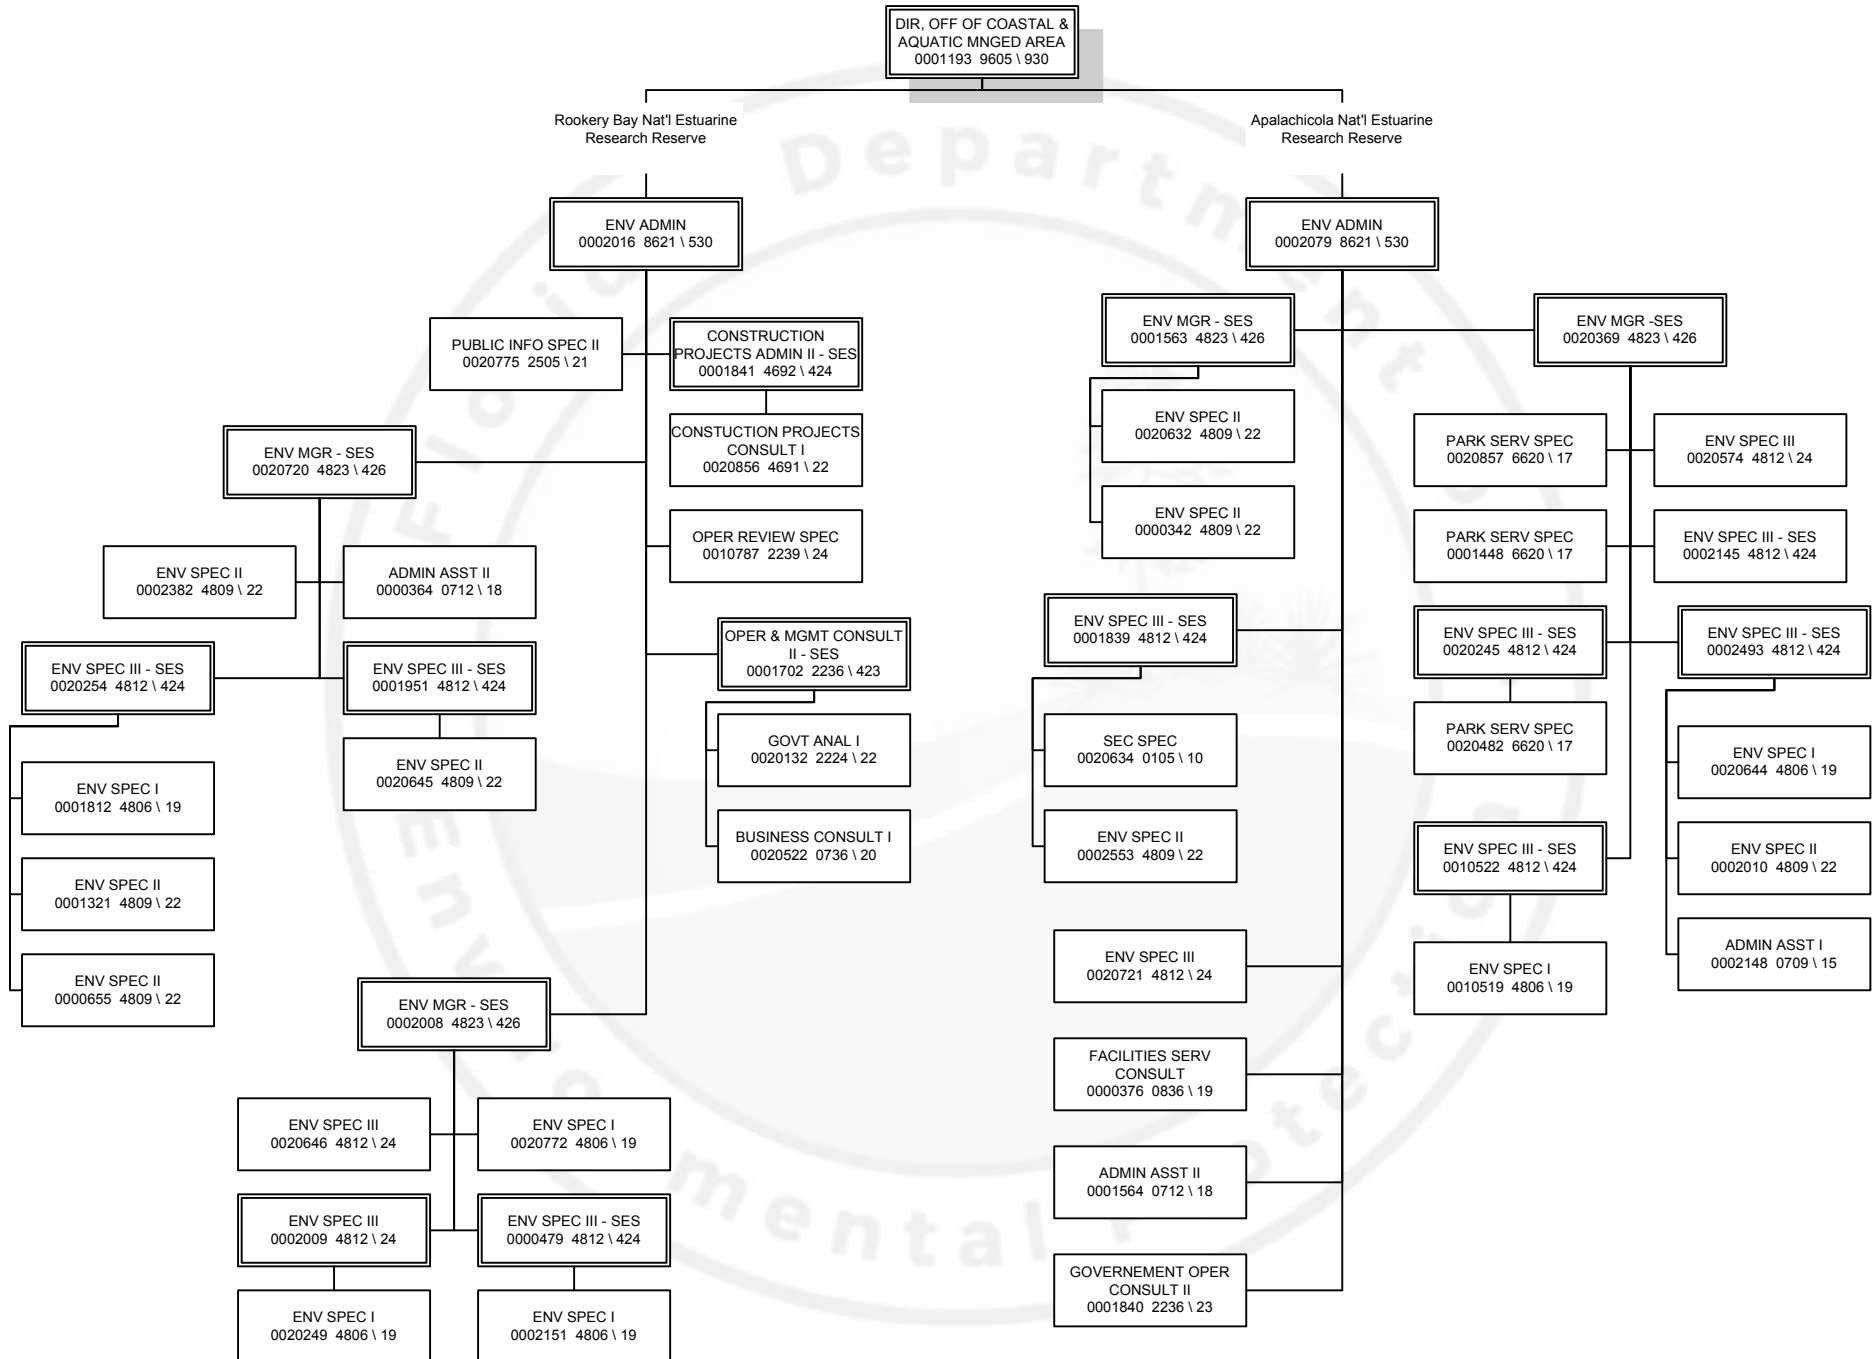 DIR, OFF OF COASTAL &
AQUATIC MNGED AREA
0001193 9605 \ 930
Rookery Bay Nat'l Estuarine
Research Reserve
Apalachicola Nat'l Estuarine
Research Reserve
ENV ADMIN
0002016 8621 \ 530
PUBLIC INFO SPEC II
0020775 2505 \ 21
CONSTRUCTION
PROJECTS ADMIN II - SES
0001841 4692 \ 424
CONSTUCTION PROJECTS
CONSULT I
0020856 4691 \ 22
ENV MGR - SES
0020720 4823 \ 426
OPER REVIEW SPEC
0010787 2239 \ 24
ENV SPEC II
0002382 4809 \ 22
ADMIN ASST II
0000364 0712 \ 18
ENV SPEC III - SES
0020254 4812 \ 424
ENV SPEC III - SES
0001951 4812 \ 424
OPER & MGMT CONSULT
II - SES
0001702 2236 \ 423
ENV SPEC II
0020645 4809 \ 22
GOVT ANAL I
0020132 2224 \ 22
ENV SPEC I
0001812 4806 \ 19
BUSINESS CONSULT I
0020522 0736 \ 20
ENV SPEC II
0001321 4809 \ 22
ENV SPEC II
0000655 4809 \ 22
ENV MGR - SES
0002008 4823 \ 426
ENV SPEC III
0020646 4812 \ 24
ENV SPEC I
0020772 4806 \ 19
ENV SPEC III
0002009 4812 \ 24
ENV SPEC III - SES
0000479 4812 \ 424
ENV SPEC I
0020249 4806 \ 19
ENV SPEC I
0002151 4806 \ 19
ENV ADMIN
0002079 8621 \ 530
ENV MGR - SES
0001563 4823 \ 426
ENV MGR -SES
0020369 4823 \ 426
ENV SPEC II
0020632 4809 \ 22
ENV SPEC II
0000342 4809 \ 22
PARK SERV SPEC
0020857 6620 \ 17
ENV SPEC III
0020574 4812 \ 24
PARK SERV SPEC
0001448 6620 \ 17
ENV SPEC III - SES
0002145 4812 \ 424
ENV SPEC III - SES
0001839 4812 \ 424
ENV SPEC III - SES
0020245 4812 \ 424
ENV SPEC III - SES
0002493 4812 \ 424
SEC SPEC
0020634 0105 \ 10
PARK SERV SPEC
0020482 6620 \ 17
ENV SPEC I
0020644 4806 \ 19
ENV SPEC II
0002553 4809 \ 22
ENV SPEC III - SES
0010522 4812 \ 424
ENV SPEC II
0002010 4809 \ 22
ENV SPEC III
0020721 4812 \ 24
ENV SPEC I
0010519 4806 \ 19
ADMIN ASST I
0002148 0709 \ 15
FACILITIES SERV
CONSULT
0000376 0836 \ 19
ADMIN ASST II
0001564 0712 \ 18
GOVERNEMENT OPER
CONSULT II
0001840 2236 \ 23